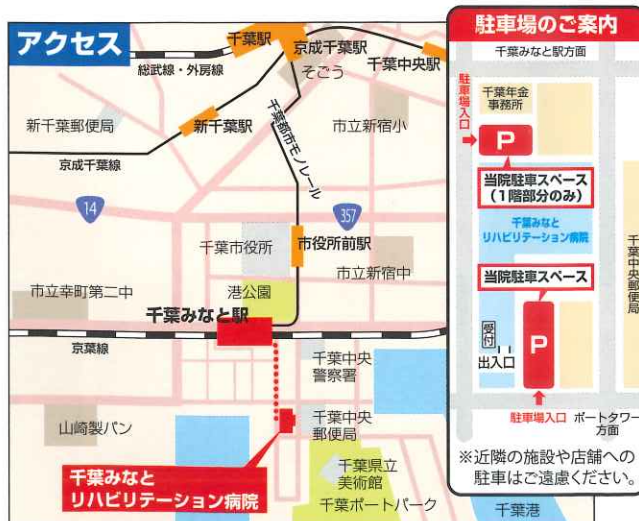 アクセス
千葉駅
京成千葉駅
総武線・外房線
そごう
千葉中央駅
新千葉郵便局
新千葉駅
千葉都市モノレール
市立新宿小
京成千葉線
14
357
千葉市役所
市役所前駅
市立新宿中
市立幸町第二中
港公園
千葉みなと駅
京葉線
千葉中央
警察署
山崎製パン
千葉中央
郵便局
千葉みなと
リハビリテーション病院
千葉県立
美術館
千葉ポートパーク
千葉港
駐車場のご案内
千葉みなと駅方面
駐車場入口
千葉年金
事務所
P
当院駐車スペース
(1階部分のみ)
千葉みなと
リハビリテーション病院
千葉中央郵便局
当院駐車スペース
受付
P
出入口
駐車場入口
ポートタワー
方面
※近隣の施設や店舗への
駐車はご遠慮ください。